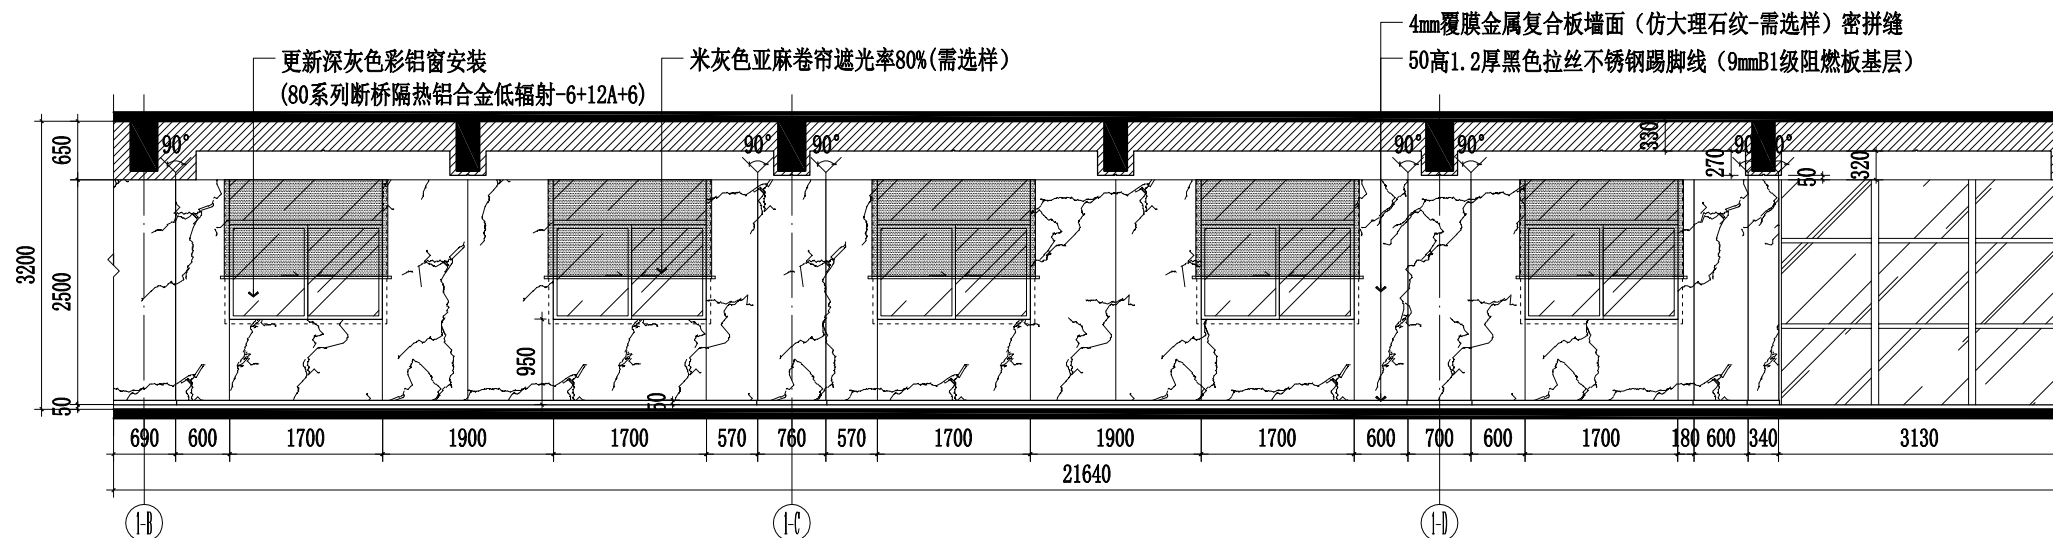 4mm覆膜金属复合板墙面（仿大理石纹-需选样）密拼缝
更新深灰色彩铝窗安装
米灰色亚麻卷帘遮光率80%(需选样）
50高1.2厚黑色拉丝不锈钢踢脚线（9mmB1级阻燃板基层）
(80系列断桥隔热铝合金低辐射-6+12A+6)
650
90°
90°
90°
90°
90°
330
90°
90°
270
50
320
3200
2500
950
50
50
690 600 1700 1900 1700 570 760 570 1700 1900 1700 600 700 600 1700 180 600 340 3130
21640
1-B
1-C
1-D